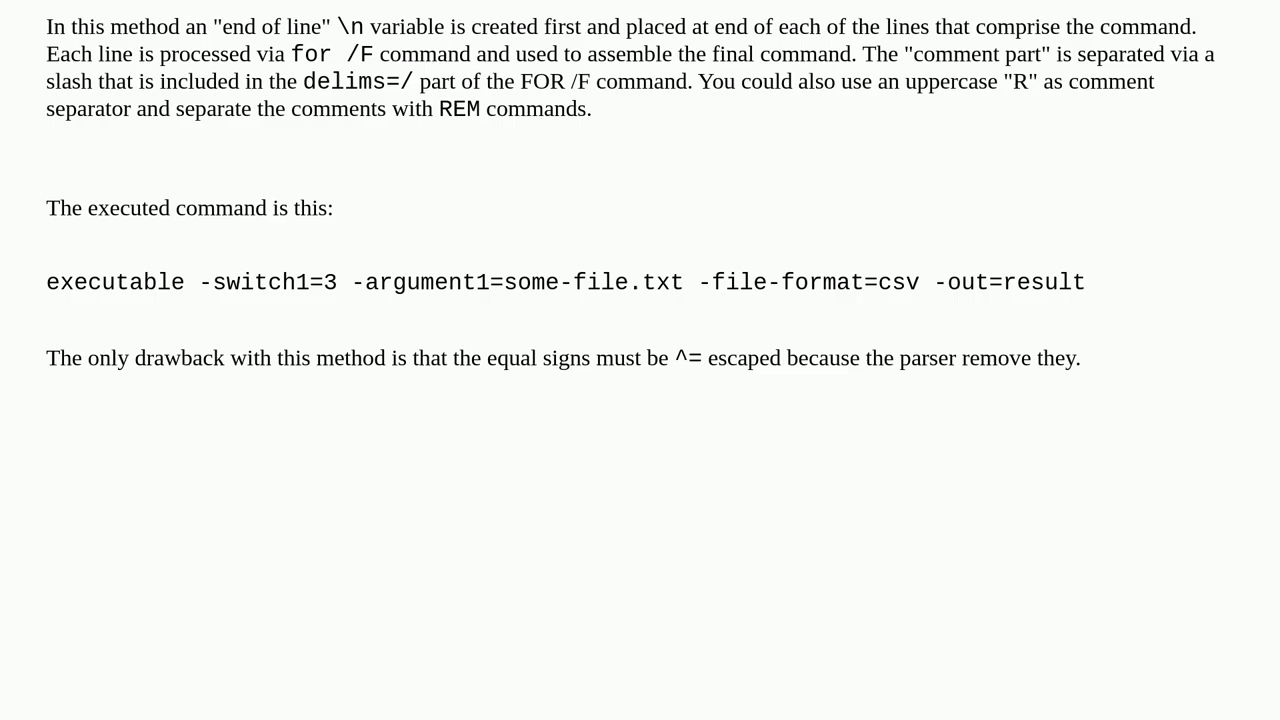 In this method an "end of line" \n variable is created first and placed at end of each of the lines that comprise the command.
Each line is processed via for /F command and used to assemble the final command. The "comment part" is separated via a
slash that is included in the delims=/ part of the FOR /F command. You could also use an uppercase "R" as comment
separator and separate the comments with REM commands.
The executed command is this:
executable -switch1=3 -argument1=some-file.txt -file-format=csv -out=result
The only drawback with this method is that the equal signs must be ^= escaped because the parser remove they.